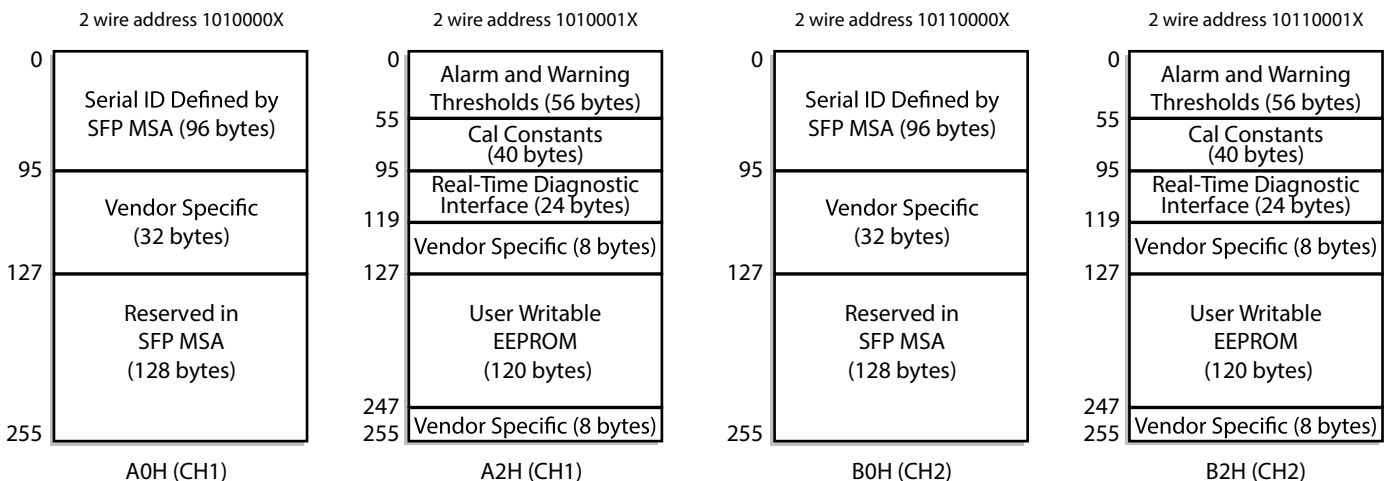 2 wire address 1010000X
0
Serial ID Defined by
SFP MSA (96 bytes)
95
Vendor Specific
(32 bytes)
127
Reserved in
SFP MSA
(128 bytes)
255
A0H (CH1)
2 wire address 1010001X
0
Alarm and Warning
Thresholds (56 bytes)
55
Cal Constants
(40 bytes)
95
Real-Time Diagnostic
Interface (24 bytes)
119
Vendor Specific (8 bytes)
127
User Writable
EEPROM
(120 bytes)
247
Vendor Specific (8 bytes)
255
A2H (CH1)
2 wire address 10110000X
0
Serial ID Defined by
SFP MSA (96 bytes)
95
Vendor Specific
(32 bytes)
127
Reserved in
SFP MSA
(128 bytes)
255
B0H (CH2)
2 wire address 10110001X
0
Alarm and Warning
Thresholds (56 bytes)
55
Cal Constants
(40 bytes)
95
Real-Time Diagnostic
Interface (24 bytes)
119
Vendor Specific (8 bytes)
127
User Writable
EEPROM
(120 bytes)
247
Vendor Specific (8 bytes)
255
B2H (CH2)